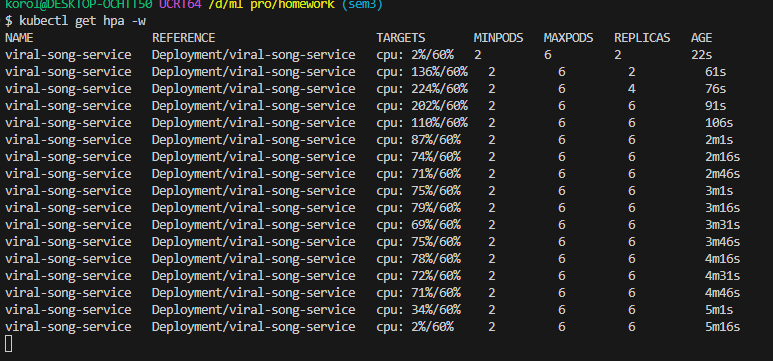 korol@DESKTOP-OCHTT50 UCRT64 /d/ml pro/homework (sem3)
$ kubectl get hpa -w
NAME REFERENCE TARGETS MINPODS MAXPODS REPLICAS AGE
viral-song-service Deployment/viral-song-service cpu: 2%/60% 2 6 2 22s
viral-song-service Deployment/viral-song-service cpu: 136%/60% 2 6 2 61s
viral-song-service Deployment/viral-song-service cpu: 224%/60% 2 6 4 76s
viral-song-service Deployment/viral-song-service cpu: 202%/60% 2 6 6 91s
viral-song-service Deployment/viral-song-service cpu: 110%/60% 2 6 6 106s
viral-song-service Deployment/viral-song-service cpu: 87%/60% 2 6 6 2m1s
viral-song-service Deployment/viral-song-service cpu: 74%/60% 2 6 6 2m16s
viral-song-service Deployment/viral-song-service cpu: 71%/60% 2 6 6 2m46s
viral-song-service Deployment/viral-song-service cpu: 75%/60% 2 6 6 3m1s
viral-song-service Deployment/viral-song-service cpu: 79%/60% 2 6 6 3m16s
viral-song-service Deployment/viral-song-service cpu: 69%/60% 2 6 6 3m31s
viral-song-service Deployment/viral-song-service cpu: 75%/60% 2 6 6 3m46s
viral-song-service Deployment/viral-song-service cpu: 78%/60% 2 6 6 4m16s
viral-song-service Deployment/viral-song-service cpu: 72%/60% 2 6 6 4m31s
viral-song-service Deployment/viral-song-service cpu: 71%/60% 2 6 6 4m46s
viral-song-service Deployment/viral-song-service cpu: 34%/60% 2 6 6 5m1s
viral-song-service Deployment/viral-song-service cpu: 2%/60% 2 6 6 5m16s